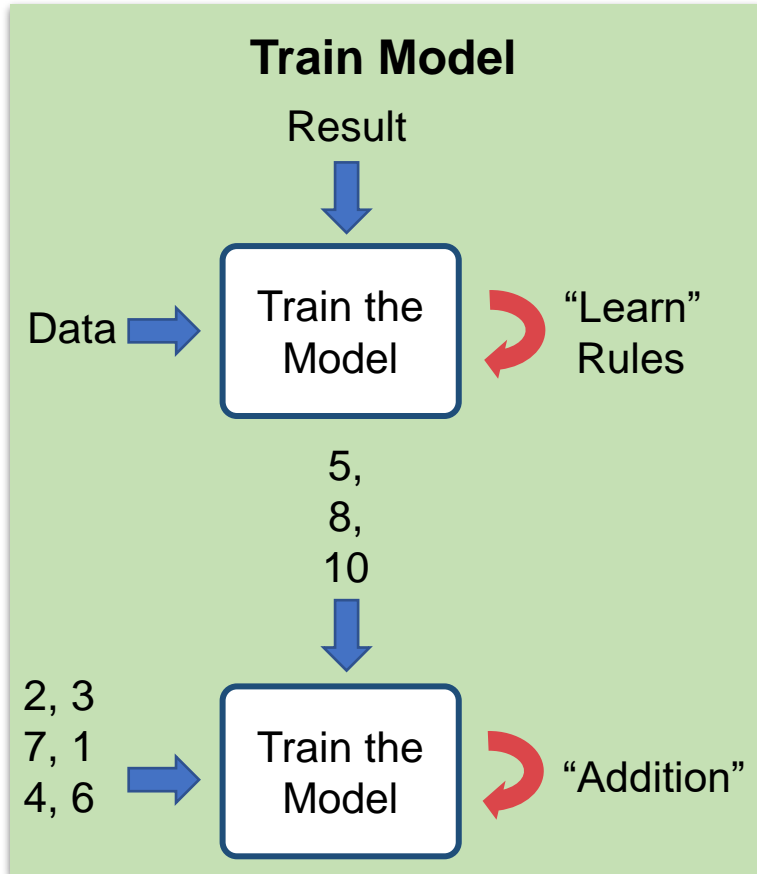 Train Model
Result
Data
Train the
Model
“Learn”
Rules
5,
8,
10
2, 3
7, 1
4, 6
Train the
Model
“Addition”